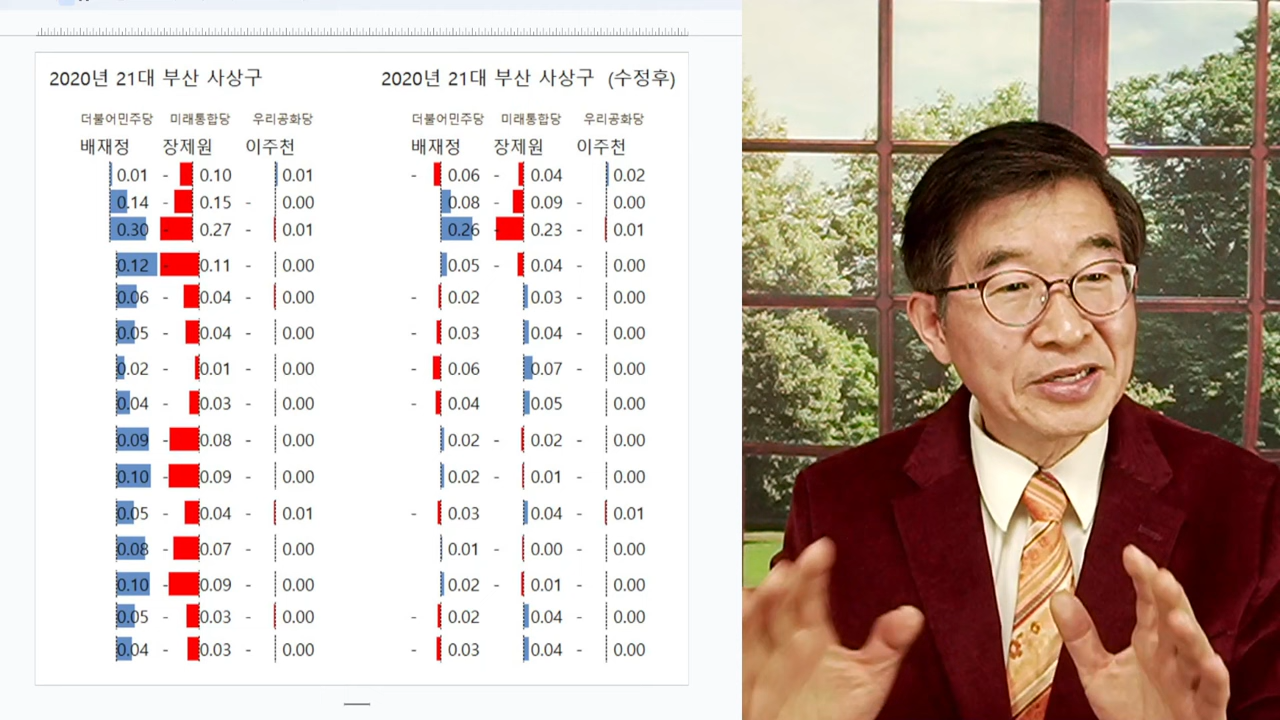 2020년 21대 부산 사상구
더불어민주당 미래통합당 우리공화당
배재정 장제원 이주천
0.01 - 0.10 0.01
0.14 - 0.15 - 0.00
0.30 - 0.27 - 0.01
0.12 - 0.11 - 0.00
0.06 - 0.04 - 0.00
0.05 - 0.04 - 0.00
0.02 - 0.01 - 0.00
0.04 - 0.03 - 0.00
0.09 - 0.08 - 0.00
0.10 - 0.09 - 0.00
0.05 - 0.04 - 0.01
0.08 - 0.07 - 0.00
0.10 - 0.09 - 0.00
0.05 - 0.03 - 0.00
0.04 - 0.03 - 0.00
2020년 21대 부산 사상구 (수정후)
더불어민주당 미래통합당 우리공화당
배재정 장제원 이주천
- 0.06 - 0.04 0.02
0.08 - 0.09 - 0.00
0.26 - 0.23 - 0.01
0.05 - 0.04 - 0.00
- 0.02 0.03 - 0.00
- 0.03 0.04 - 0.00
- 0.06 0.07 - 0.00
- 0.04 0.05 - 0.00
0.02 - 0.02 - 0.00
0.02 - 0.01 - 0.00
- 0.03 0.04 - 0.01
0.01 - 0.00 - 0.00
0.02 - 0.01 - 0.00
- 0.02 0.04 - 0.00
- 0.03 0.04 - 0.00